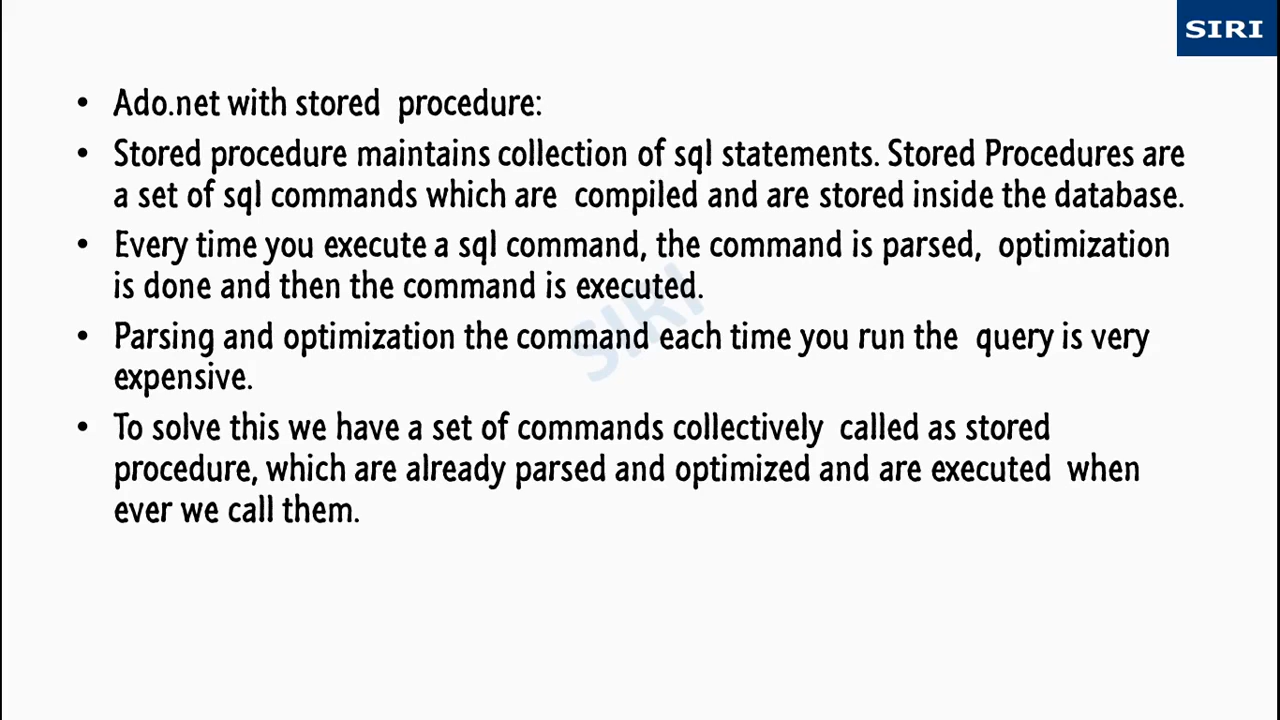 SIRI
• Ado.net with stored procedure:
• Stored procedure maintains collection of sql statements. Stored Procedures are
a set of sql commands which are compiled and are stored inside the database.
• Every time you execute a sql command, the command is parsed, optimization
is done and then the command is executed.
SIRI
• Parsing and optimization the command each time you run the query is very
expensive.
• To solve this we have a set of commands collectively called as stored
procedure, which are already parsed and optimized and are executed when
ever we call them.